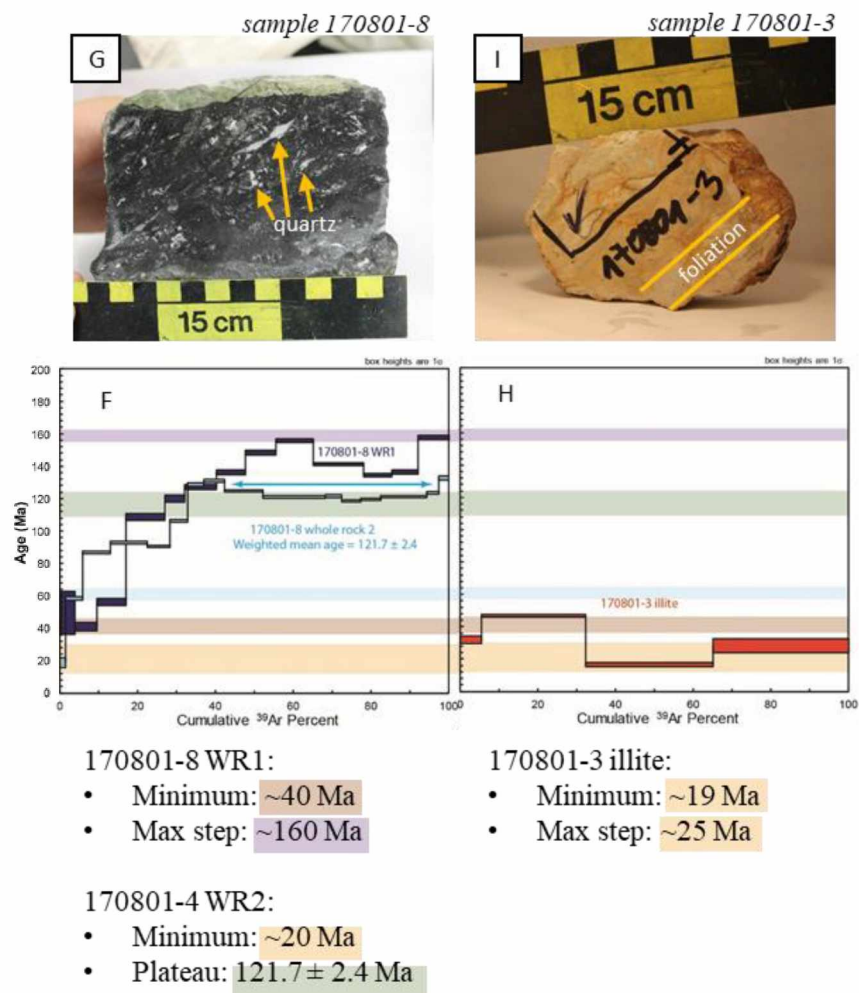 sample 170801-8
sample 170801-3
G
quartz
15 cm
I
15 cm
170801-3
foliation
box heights are 1σ
box heights are 1σ
200
180
160
140
120
100
80
60
40
20
0
Age (Ma)
F
170801-8 WR1
170801-8 whole rock 2
Weighted mean age = 121.7 ± 2.4
0 20 40 60 80 100
Cumulative ³⁹Ar Percent
H
170801-3 illite
0 20 40 60 80 100
Cumulative ³⁹Ar Percent
170801-8 WR1:
• Minimum: ~40 Ma
• Max step: ~160 Ma
170801-3 illite:
• Minimum: ~19 Ma
• Max step: ~25 Ma
170801-4 WR2:
• Minimum: ~20 Ma
• Plateau: 121.7 ± 2.4 Ma